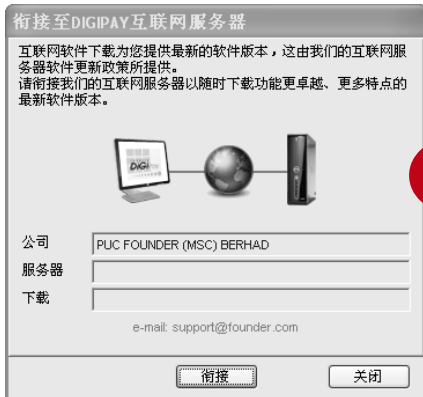 衔接至DIGIPAY互联网服务器
互联网软件下载为您提供最新的软件版本，这由我们的互联网服
务器软件更新政策所提供。
请衔接我们的互联网服务器以随时下载功能更卓越、更多特点的
最新软件版本。
DiGi
公司 PUC FOUNDER (MSC) BERHAD
服务器
下载
e-mail: support@founder.com
衔接 关闭